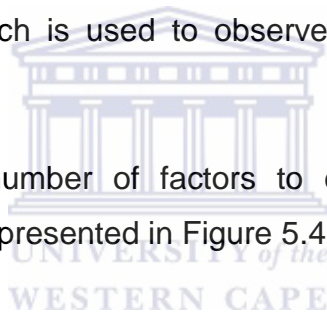 ch is used to observe
umber of factors to
presented in Figure 5.4
UNIVERSITY of the
WESTERN CAPE